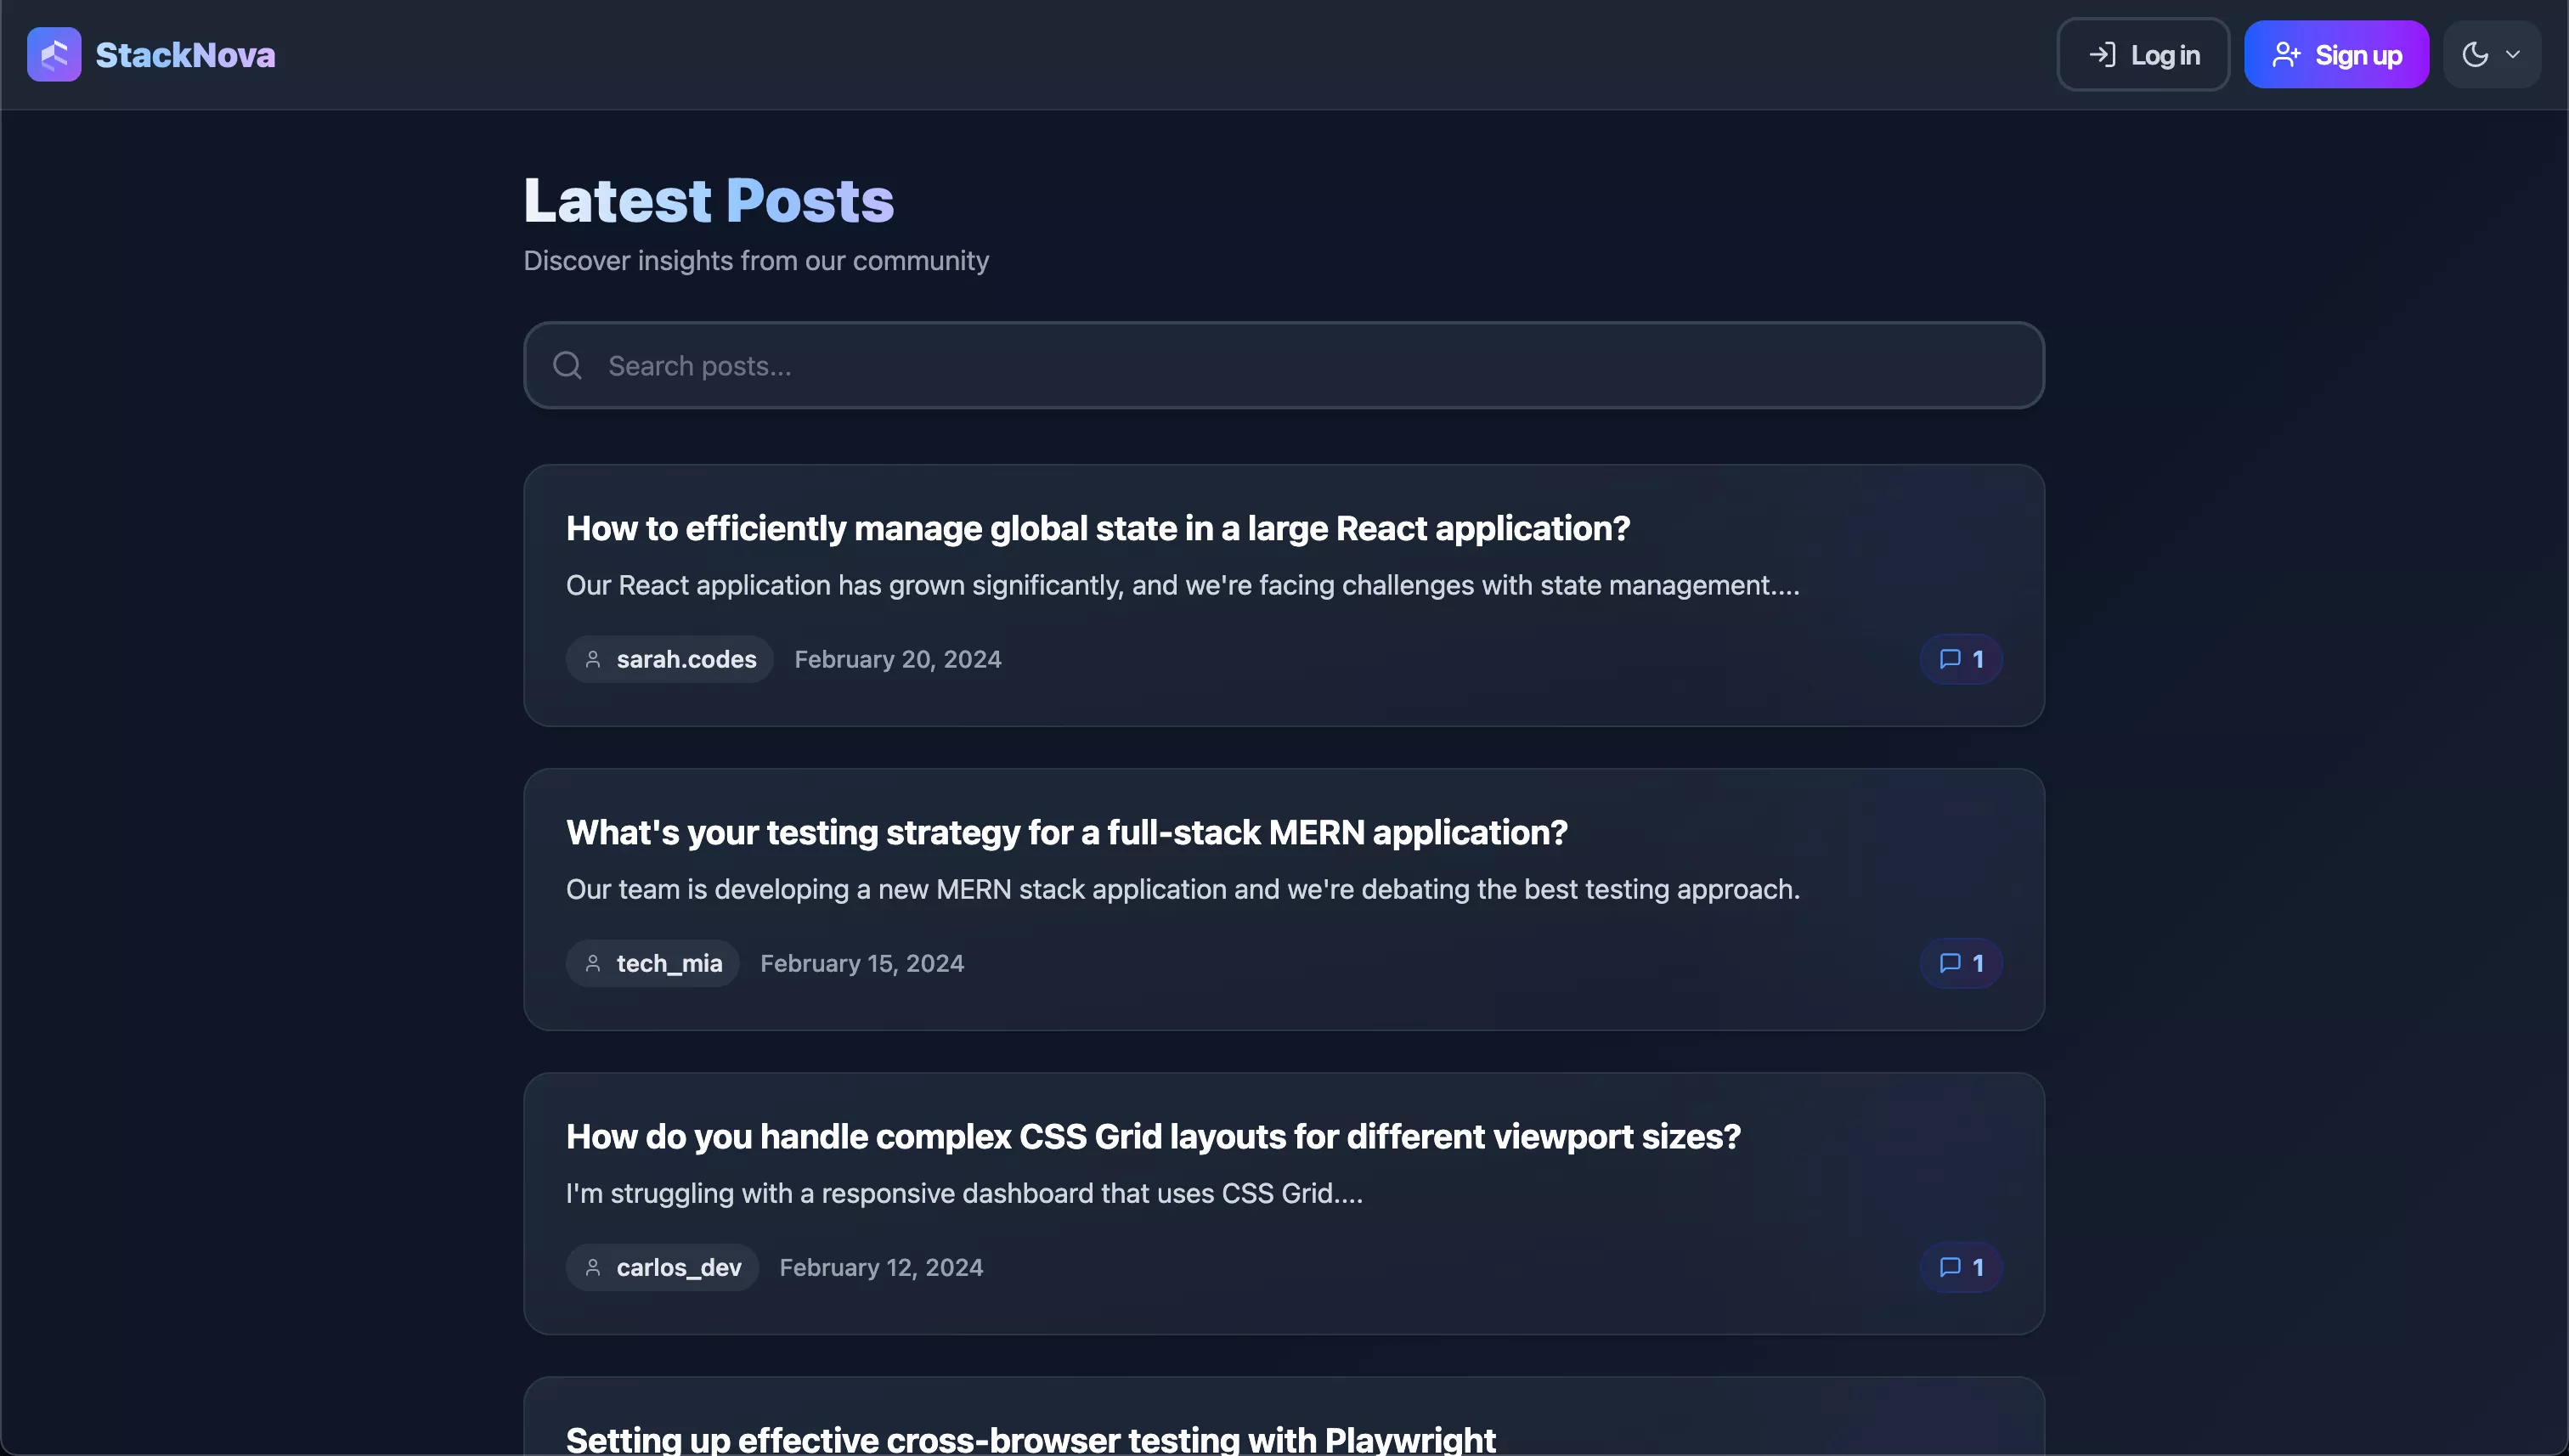 StackNova
Log in
Sign up
Latest Posts
Discover insights from our community
Search posts...
How to efficiently manage global state in a large React application?
Our React application has grown significantly, and we're facing challenges with state management....
sarah.codes February 20, 2024 1
What's your testing strategy for a full-stack MERN application?
Our team is developing a new MERN stack application and we're debating the best testing approach.
tech_mia February 15, 2024 1
How do you handle complex CSS Grid layouts for different viewport sizes?
I'm struggling with a responsive dashboard that uses CSS Grid....
carlos_dev February 12, 2024 1
Setting up effective cross-browser testing with Playwright